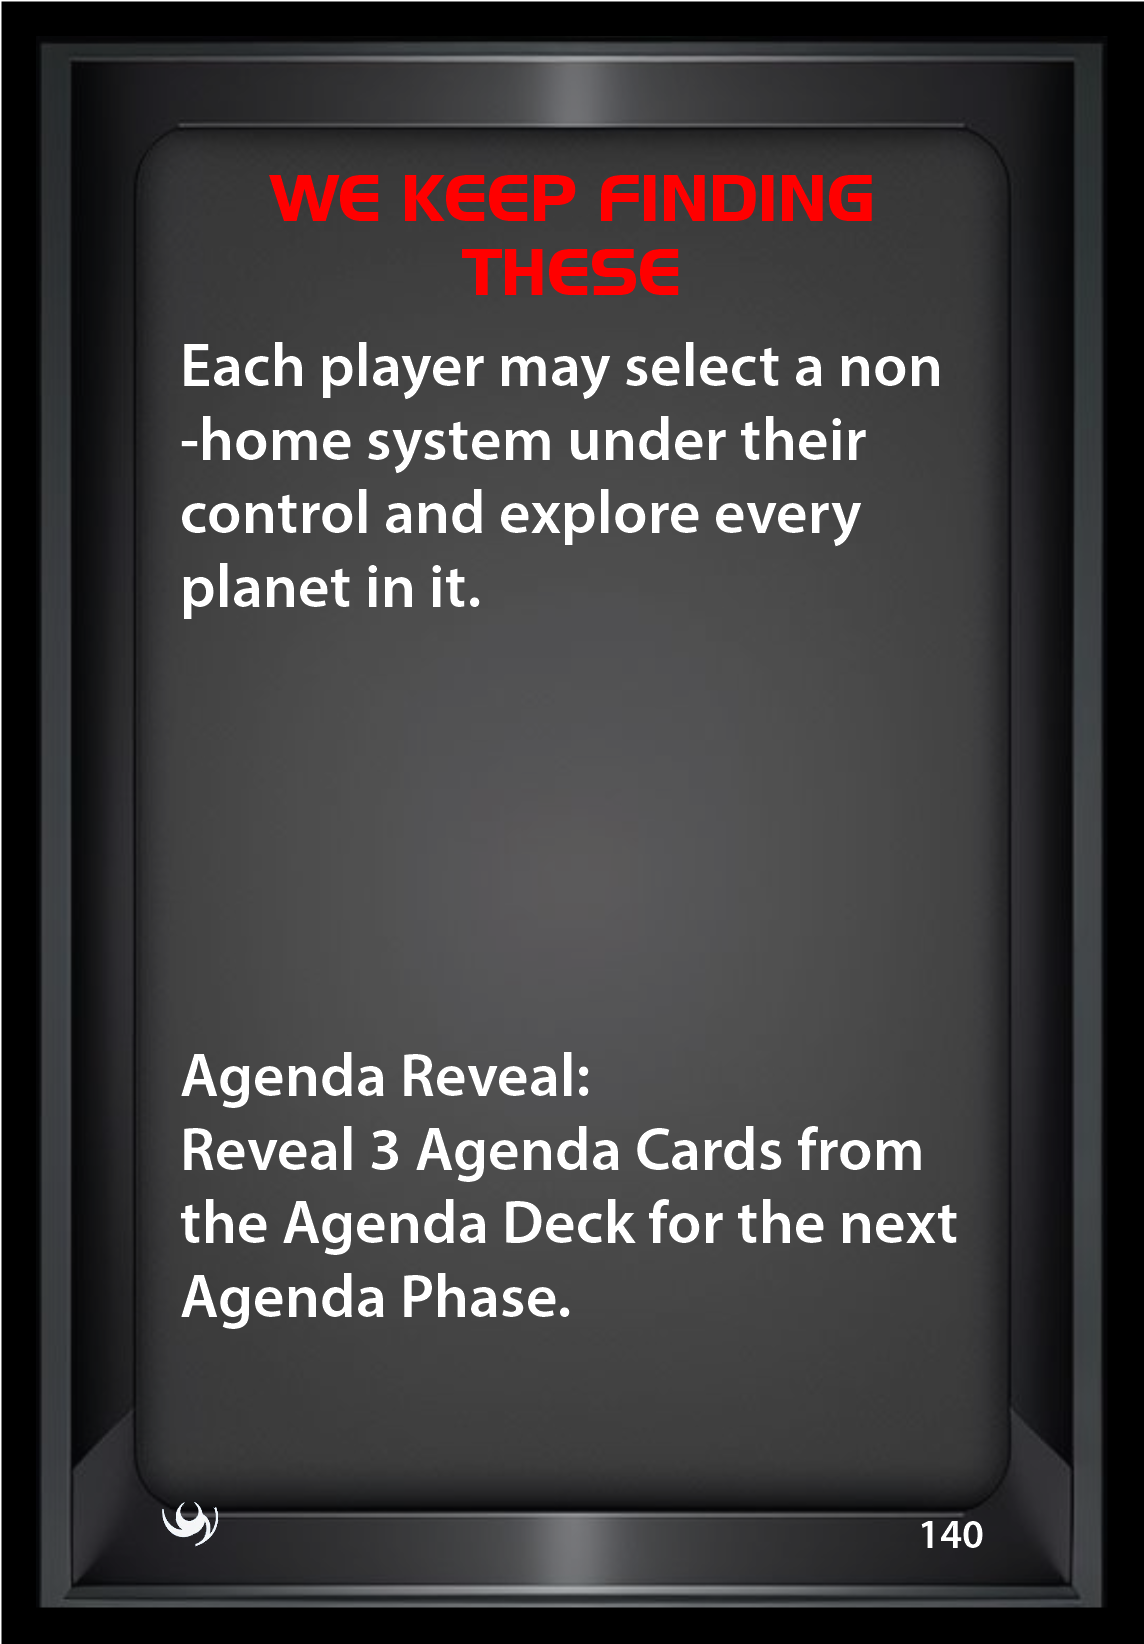 WE KEEP FINDING
THESE
Each player may select a non
-home system under their
control and explore every
planet in it.
Agenda Reveal:
Reveal 3 Agenda Cards from
the Agenda Deck for the next
Agenda Phase.
140